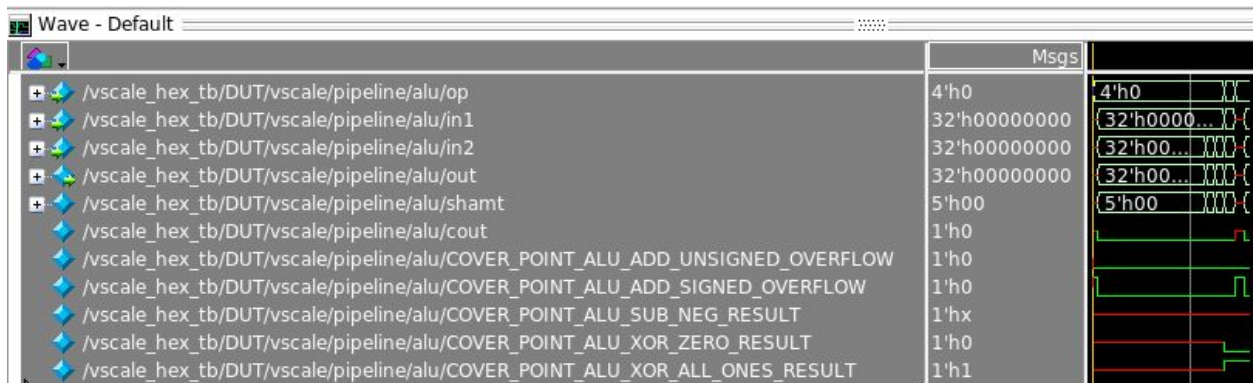 Wave - Default
Msgs
/vscale_hex_tb/DUT/vscale/pipeline/alu/op 4'h0 4'h0
/vscale_hex_tb/DUT/vscale/pipeline/alu/in1 32'h00000000 32'h0000...
/vscale_hex_tb/DUT/vscale/pipeline/alu/in2 32'h00000000 32'h00...
/vscale_hex_tb/DUT/vscale/pipeline/alu/out 32'h00000000 32'h00...
/vscale_hex_tb/DUT/vscale/pipeline/alu/shamt 5'h00 5'h00
/vscale_hex_tb/DUT/vscale/pipeline/alu/cout 1'h0
/vscale_hex_tb/DUT/vscale/pipeline/alu/COVER_POINT_ALU_ADD_UNSIGNED_OVERFLOW 1'h0
/vscale_hex_tb/DUT/vscale/pipeline/alu/COVER_POINT_ALU_ADD_SIGNED_OVERFLOW 1'h0
/vscale_hex_tb/DUT/vscale/pipeline/alu/COVER_POINT_ALU_SUB_NEG_RESULT 1'hx
/vscale_hex_tb/DUT/vscale/pipeline/alu/COVER_POINT_ALU_XOR_ZERO_RESULT 1'h0
/vscale_hex_tb/DUT/vscale/pipeline/alu/COVER_POINT_ALU_XOR_ALL_ONES_RESULT 1'h1